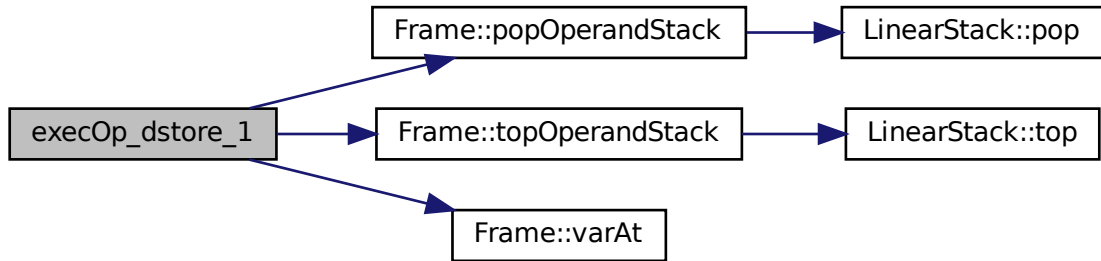 Frame::popOperandStack
LinearStack::pop
execOp_dstore_1
Frame::topOperandStack
LinearStack::top
Frame::varAt